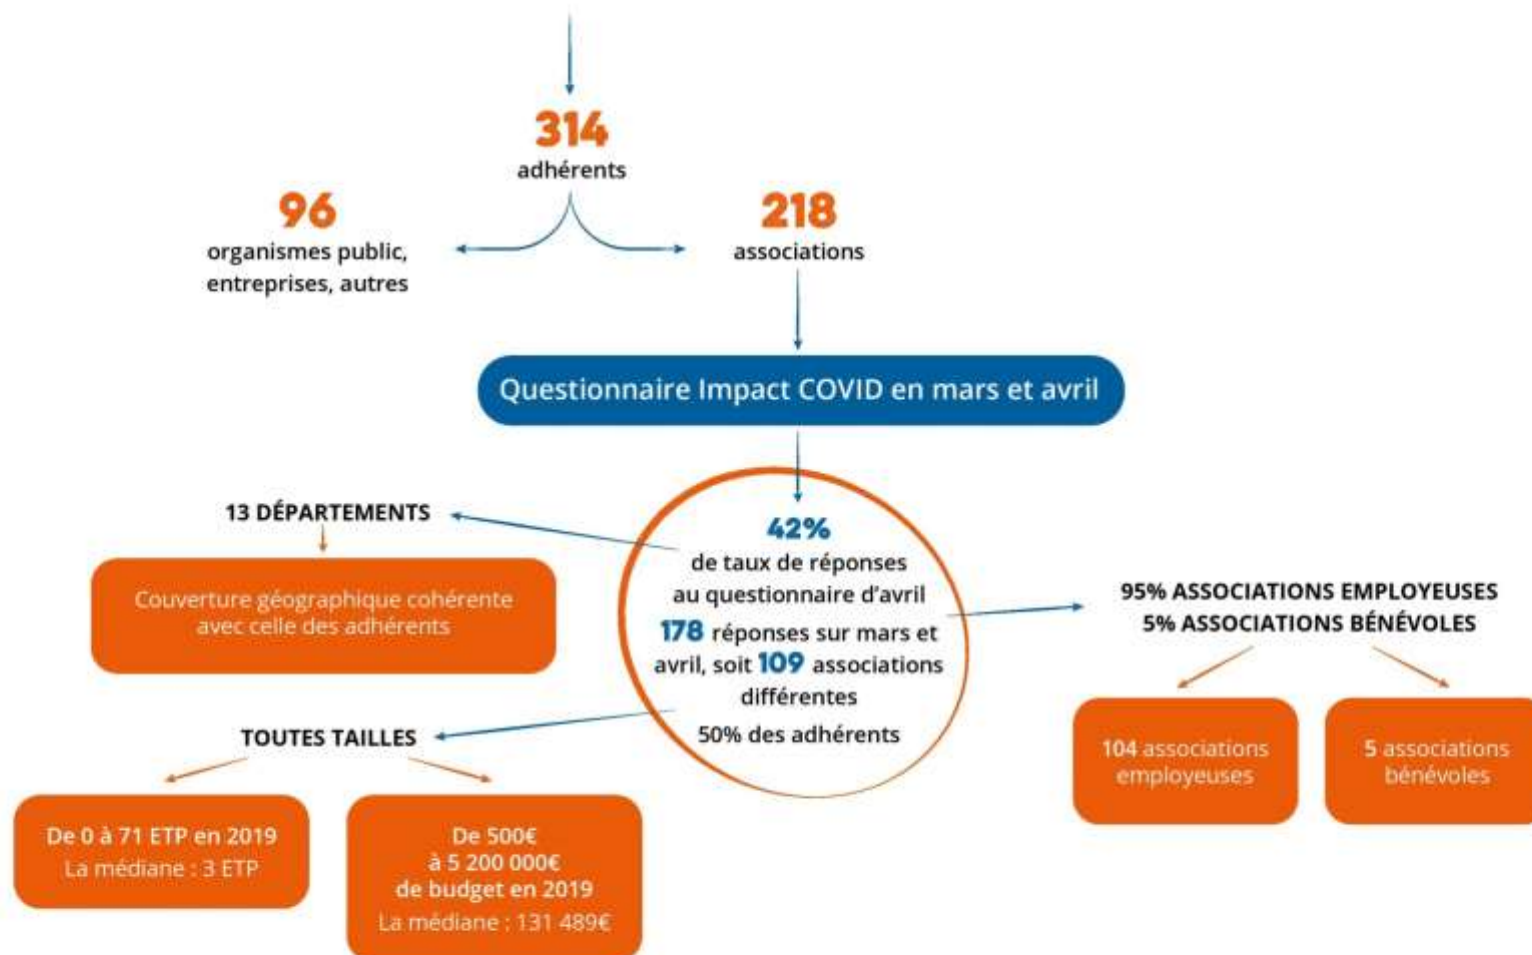 314
adhérents
96
organismes public,
entreprises, autres
218
associations
Questionnaire Impact COVID en mars et avril
13 DÉPARTEMENTS
Couverture géographique cohérente
avec celle des adhérents
42%
de taux de réponses
au questionnaire d'avril
178 réponses sur mars et
avril, soit 109 associations
différentes
50% des adhérents
95% ASSOCIATIONS EMPLOYEUSES
5% ASSOCIATIONS BÉNÉVOLES
104 associations
employeuses
5 associations
bénévoles
TOUTES TAILLES
De 0 à 71 ETP en 2019
La médiane : 3 ETP
De 500€
à 5 200 000€
de budget en 2019
La médiane : 131 489€